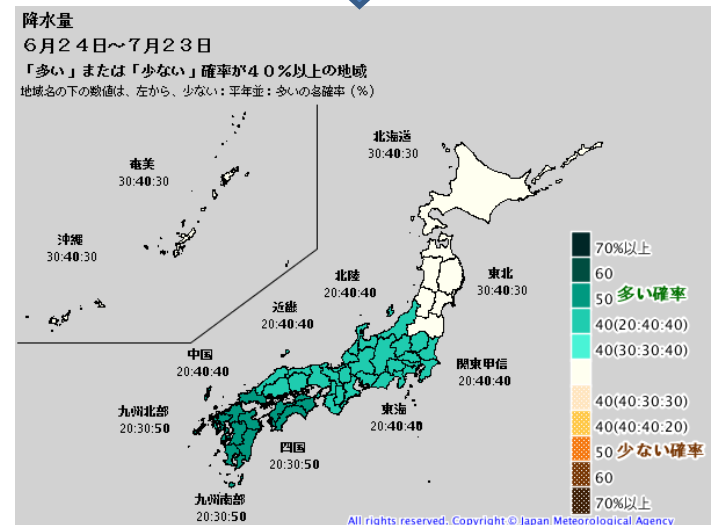 降水量
６月２４日～７月２３日
「多い」または「少ない」確率が４０％以上の地域
地域名の下の数値は、左から、少ない：平年並：多いの各確率（％）
北海道
30:40:30
奄美
30:40:30
沖縄
30:40:30
北陸
20:40:40
東北
30:40:30
近畿
20:40:40
中国
20:40:40
関東甲信
20:40:40
九州北部
20:30:50
東海
20:40:40
四国
20:30:50
九州南部
20:30:50
70%以上
60
50 多い確率
40(20:40:40)
40(30:30:40)
40(40:30:30)
40(40:40:20)
50 少ない確率
60
70%以上
All rights reserved. Copyright © Japan Meteorological Agency